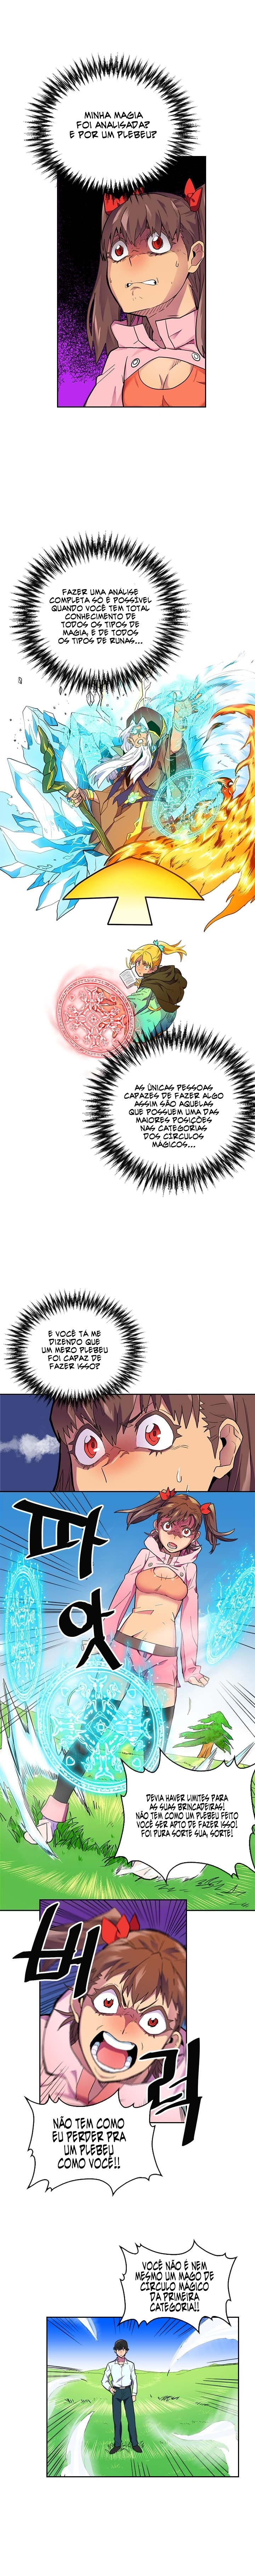 MINHA MAGIA
FOI ANALISADA?
E POR UM PLEBEU?
FAZER UMA ANÁLISE
COMPLETA SÓ É POSSÍVEL
QUANDO VOCÊ TEM TOTAL
CONHECIMENTO DE
TODOS OS TIPOS DE
MAGIA, E DE TODOS
OS TIPOS DE RUNAS...
AS ÚNICAS PESSOAS
CAPAZES DE FAZER ALGO
ASSIM SÃO AQUELAS
QUE POSSUEM UMA DAS
MAIORES POSIÇÕES
NAS CATEGORIAS
DOS CÍRCULOS
MÁGICOS...
E VOCÊ TA ME
DIZENDO QUE
UM MERO PLEBEU
FOI CAPAZ DE
FAZER ISSO?
파
앗
DEVIA HAVER LIMITES PARA
AS SUAS BRINCADEIRAS!
NÃO TEM COMO UM PLEBEU FEITO
VOCÊ SER APTO DE FAZER ISSO!
FOI PURA SORTE SUA, SORTE!
버
럭
NÃO TEM COMO
EU PERDER PRA
UM PLEBEU
COMO VOCÊ!!
VOCÊ NÃO É NEM
MESMO UM MAGO DE
CÍRCULO MÁGICO
DA PRIMEIRA
CATEGORIA!!